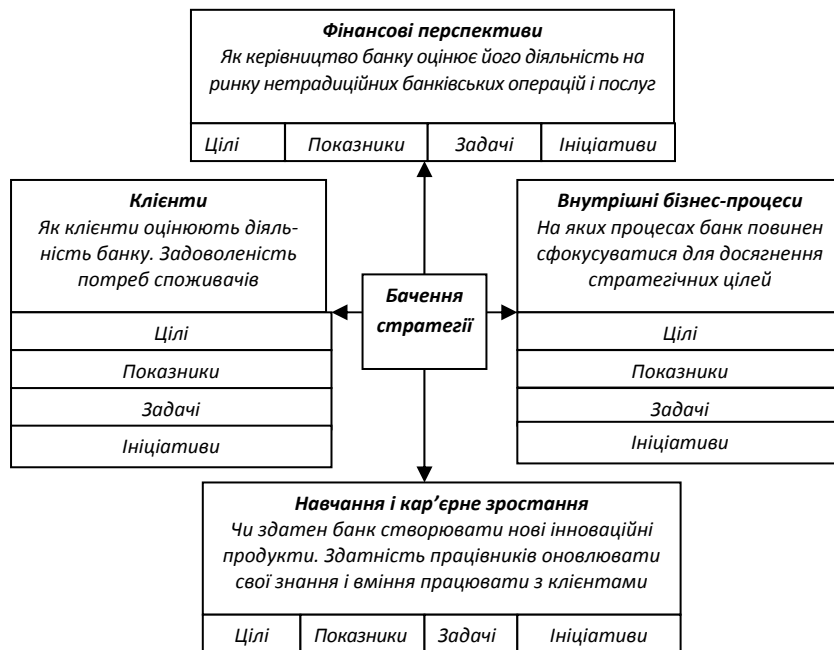 Фінансові перспективи
Як керівництво банку оцінює його діяльність на
ринку нетрадиційних банківських операцій і послуг
Цілі Показники Задачі Ініціативи
Клієнти
Як клієнти оцінюють діяль-
ність банку. Задоволеність
потреб споживачів
Цілі
Показники
Задачі
Ініціативи
Бачення
стратегії
Внутрішні бізнес-процеси
На яких процесах банк повинен
сфокусуватися для досягнення
стратегічних цілей
Цілі
Показники
Задачі
Ініціативи
Навчання і кар’єрне зростання
Чи здатен банк створювати нові інноваційні
продукти. Здатність працівників оновлювати
свої знання і вміння працювати з клієнтами
Цілі Показники Задачі Ініціативи